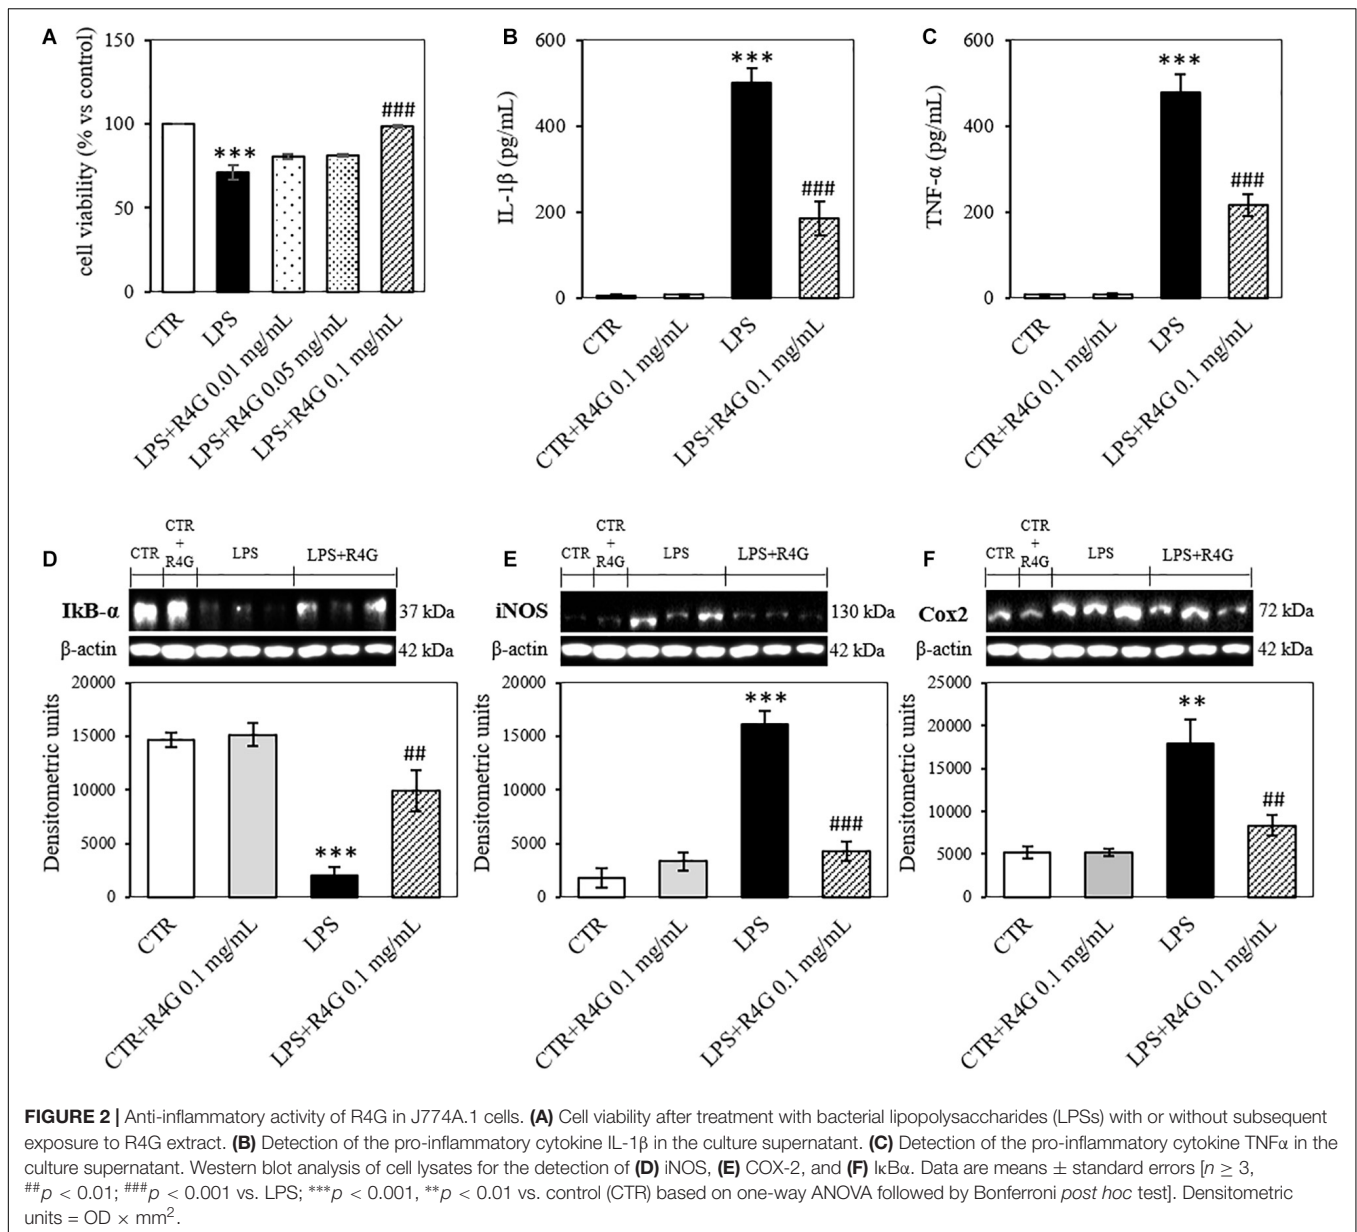 A
cell viability (% vs control)
150
100
50
0
***
###
CTR
LPS
LPS+R4G 0.01 mg/mL
LPS+R4G 0.05 mg/mL
LPS+R4G 0.1 mg/mL
B
IL-1β (pg/mL)
600
400
200
0
***
###
CTR
CTR+R4G 0.1 mg/mL
LPS
LPS+R4G 0.1 mg/mL
C
TNF-α (pg/mL)
600
400
200
0
***
###
CTR
CTR+R4G 0.1 mg/mL
LPS
LPS+R4G 0.1 mg/mL
D
CTR
CTR
+
R4G
LPS
LPS+R4G
IkB-α
37 kDa
β-actin
42 kDa
Densitometric units
20000
15000
10000
5000
0
***
##
CTR
CTR+R4G 0.1 mg/mL
LPS
LPS+R4G 0.1 mg/mL
E
CTR
CTR
+
R4G
LPS
LPS+R4G
iNOS
130 kDa
β-actin
42 kDa
Densitometric units
20000
15000
10000
5000
0
***
###
CTR
CTR+R4G 0.1 mg/mL
LPS
LPS+R4G 0.1 mg/mL
F
CTR
CTR
+
R4G
LPS
LPS+R4G
Cox2
72 kDa
β-actin
42 kDa
Densitometric units
25000
20000
15000
10000
5000
0
**
##
CTR
CTR+R4G 0.1 mg/mL
LPS
LPS+R4G 0.1 mg/mL
FIGURE 2 | Anti-inflammatory activity of R4G in J774A.1 cells. (A) Cell viability after treatment with bacterial lipopolysaccharides (LPSs) with or without subsequent
exposure to R4G extract. (B) Detection of the pro-inflammatory cytokine IL-1β in the culture supernatant. (C) Detection of the pro-inflammatory cytokine TNFα in the
culture supernatant. Western blot analysis of cell lysates for the detection of (D) iNOS, (E) COX-2, and (F) IκBα. Data are means ± standard errors [n ≥ 3,
##p < 0.01; ###p < 0.001 vs. LPS; ***p < 0.001, **p < 0.01 vs. control (CTR) based on one-way ANOVA followed by Bonferroni post hoc test]. Densitometric
units = OD × mm².